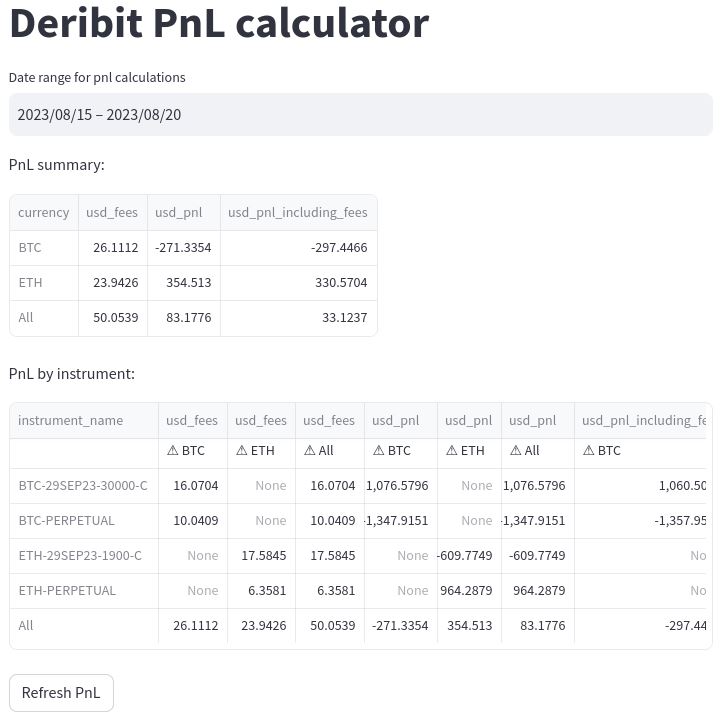 Deribit PnL calculator
Date range for pnl calculations
2023/08/15 – 2023/08/20
PnL summary:
currency usd_fees usd_pnl usd_pnl_including_fees
BTC 26.1112 -271.3354 -297.4466
ETH 23.9426 354.513 330.5704
All 50.0539 83.1776 33.1237
PnL by instrument:
instrument_name usd_fees usd_fees usd_fees usd_pnl usd_pnl usd_pnl usd_pnl_including_fe
⚠ BTC ⚠ ETH ⚠ All ⚠ BTC ⚠ ETH ⚠ All ⚠ BTC
BTC-29SEP23-30000-C 16.0704 None 16.0704 1,076.5796 None 1,076.5796 1,060.50
BTC-PERPETUAL 10.0409 None 10.0409 -1,347.9151 None -1,347.9151 -1,357.95
ETH-29SEP23-1900-C None 17.5845 17.5845 None -609.7749 -609.7749 No
ETH-PERPETUAL None 6.3581 6.3581 None 964.2879 964.2879 No
All 26.1112 23.9426 50.0539 -271.3354 354.513 83.1776 -297.44
Refresh PnL